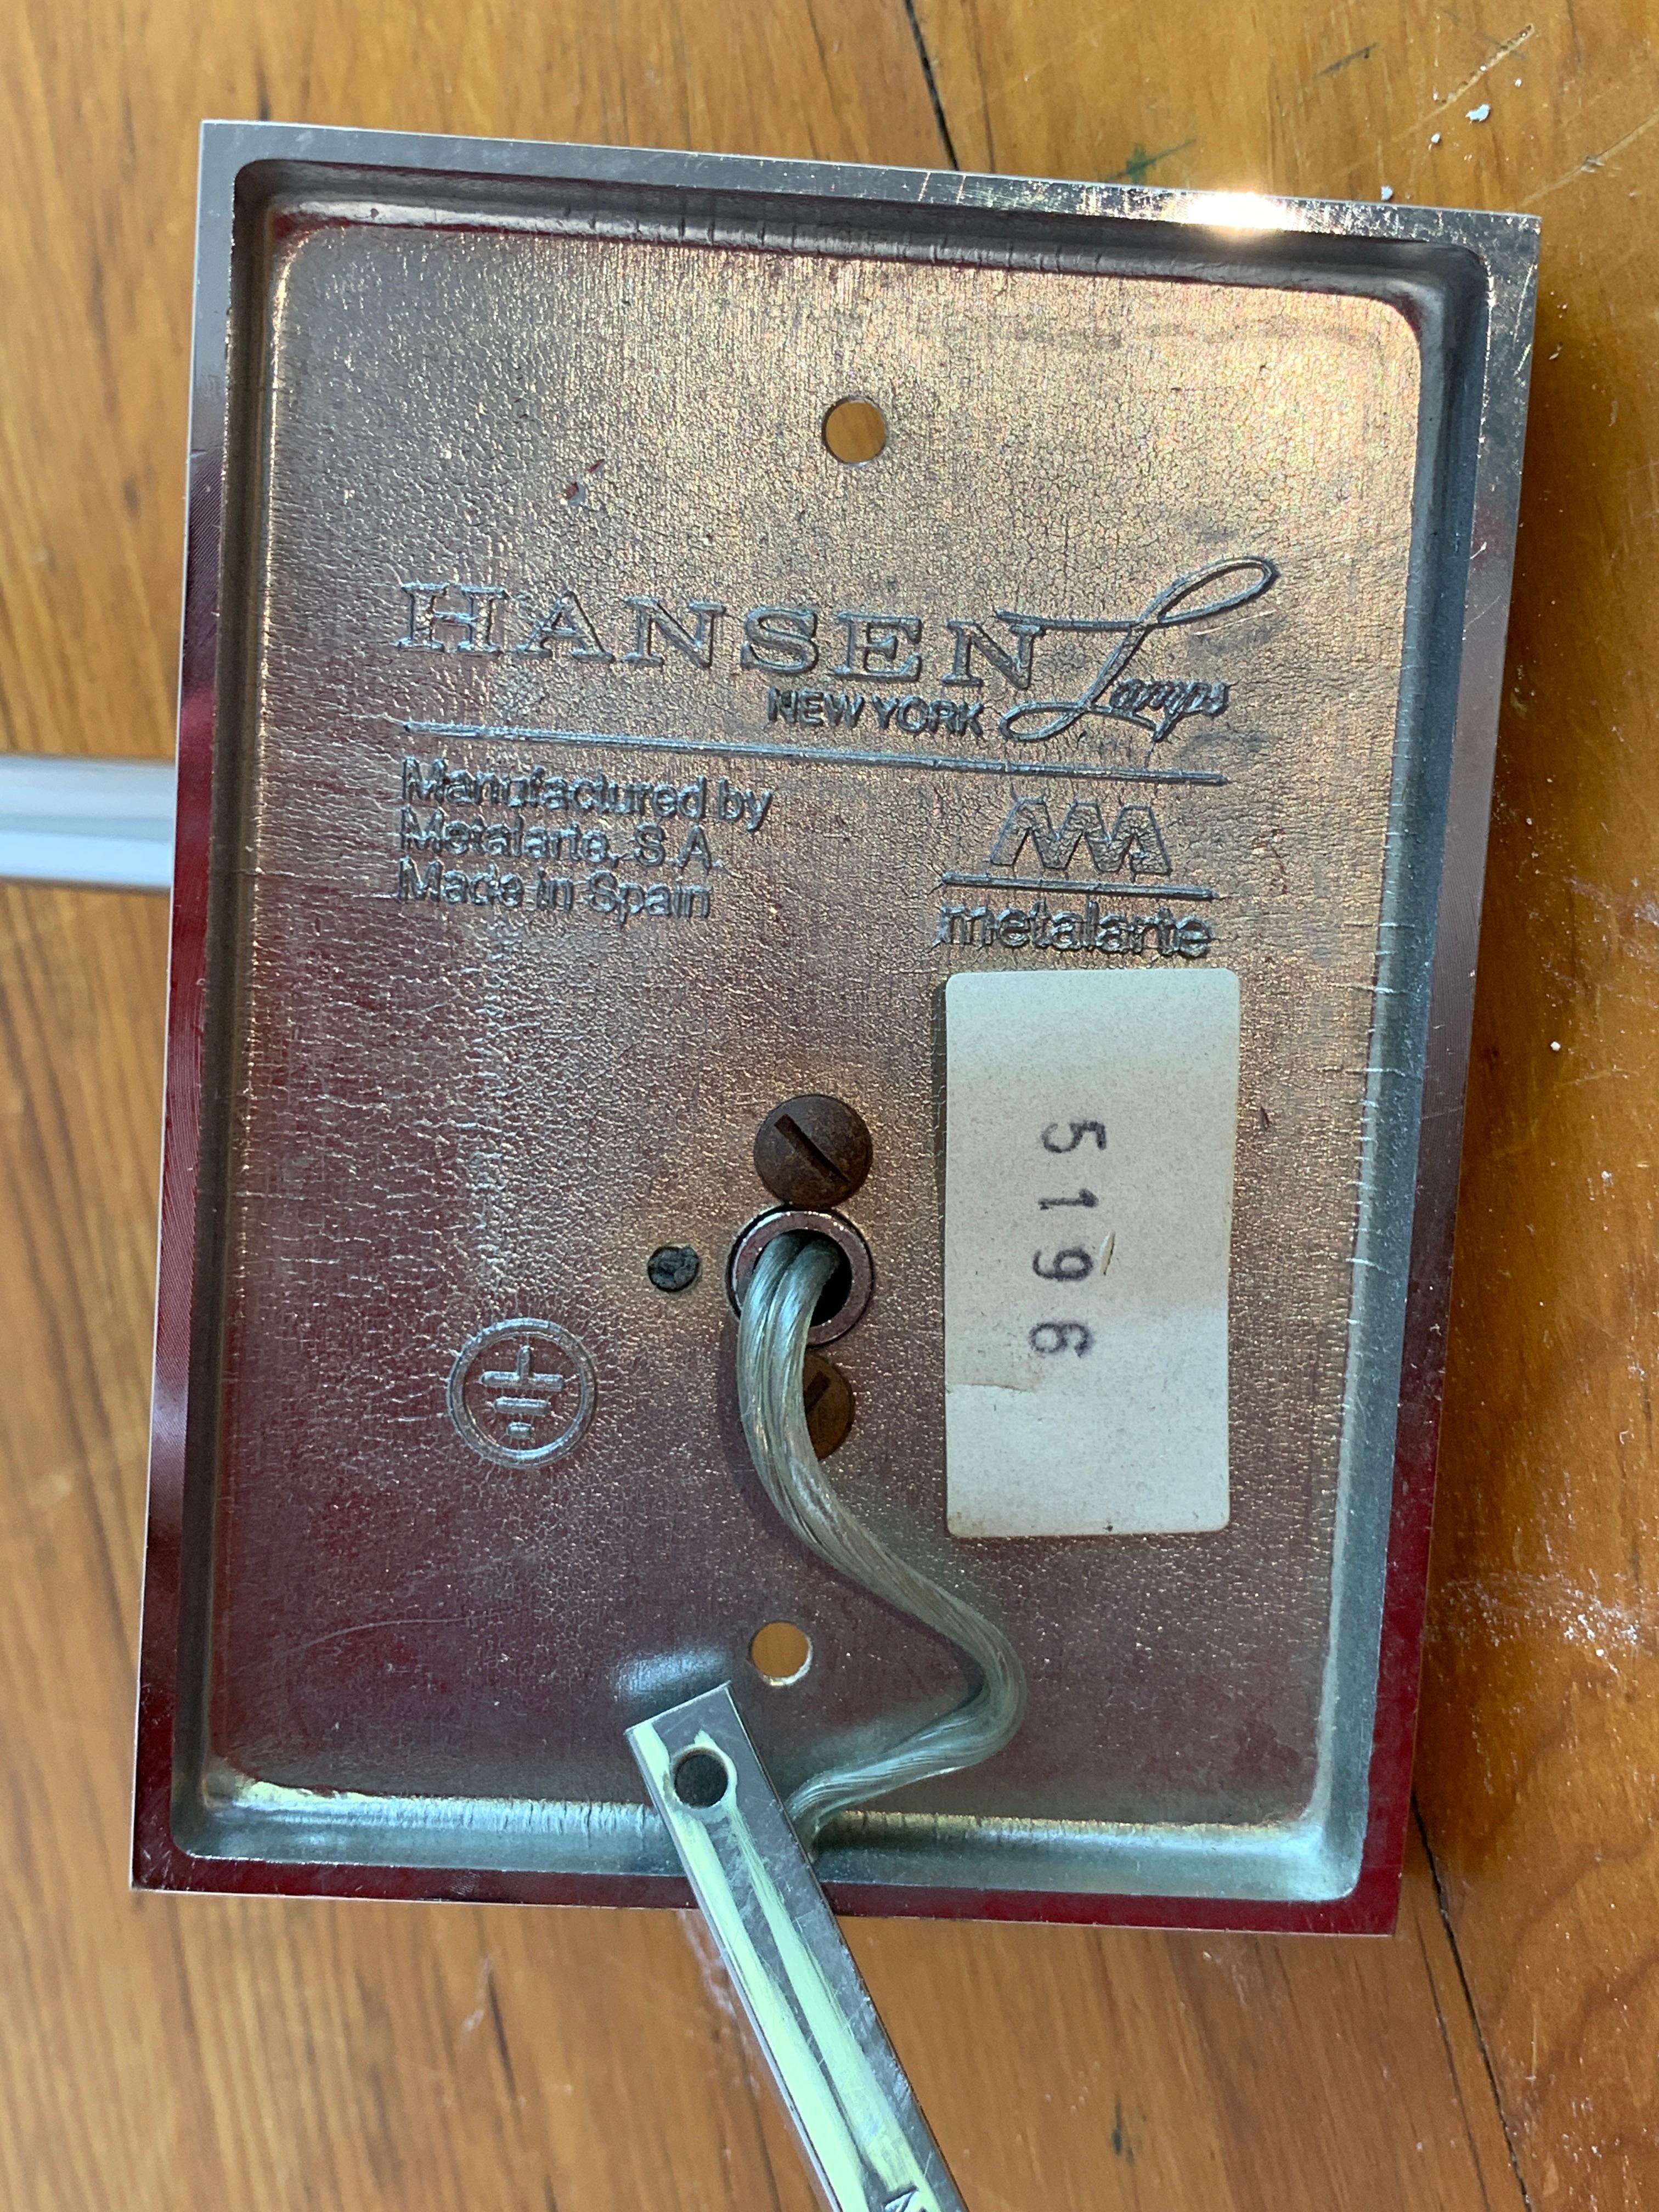 HANSEN Lamps
NEW YORK
Manufactured by
Metalarte, S.A.
Made in Spain
metalarte
5196